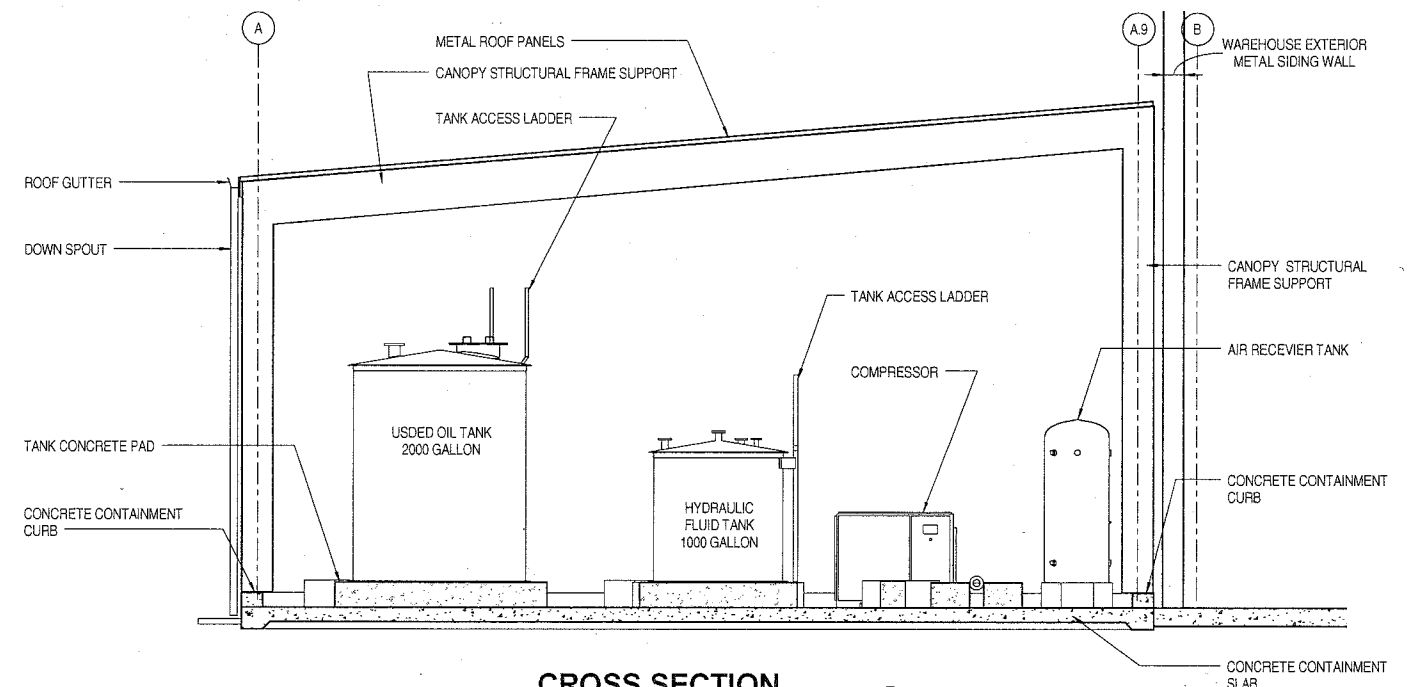 A
A.9
B
METAL ROOF PANELS
WAREHOUSE EXTERIOR
METAL SIDING WALL
CANOPY STRUCTURAL FRAME SUPPORT
TANK ACCESS LADDER
ROOF GUTTER
DOWN SPOUT
CANOPY STRUCTURAL
FRAME SUPPORT
TANK ACCESS LADDER
AIR RECEVIER TANK
COMPRESSOR
USDED OIL TANK
2000 GALLON
TANK CONCRETE PAD
CONCRETE CONTAINMENT
CURB
CONCRETE CONTAINMENT
CURB
HYDRAULIC
FLUID TANK
1000 GALLON
CROSS SECTION
CONCRETE CONTAINMENT
SLAB